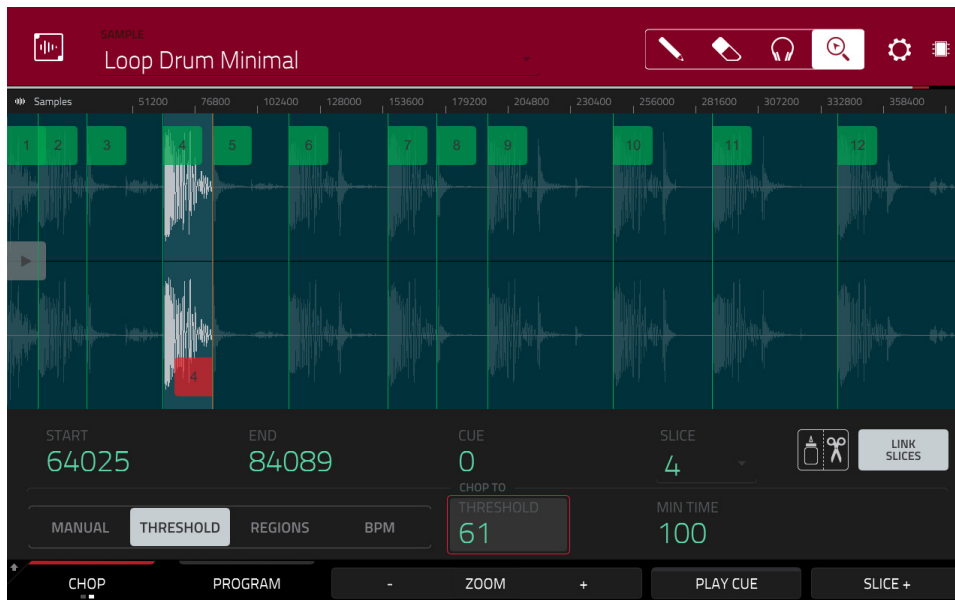 SAMPLE
Loop Drum Minimal
Samples 51200 76800 102400 128000 153600 179200 204800 230400 256000 281600 307200 332800 358400
1 2 3 4 5 6 7 8 9 10 11 12
4
START END CUE SLICE
64025 84089 0 4
LINK
SLICES
CHOP TO
THRESHOLD MIN TIME
MANUAL THRESHOLD REGIONS BPM 61 100
CHOP PROGRAM - ZOOM + PLAY CUE SLICE +